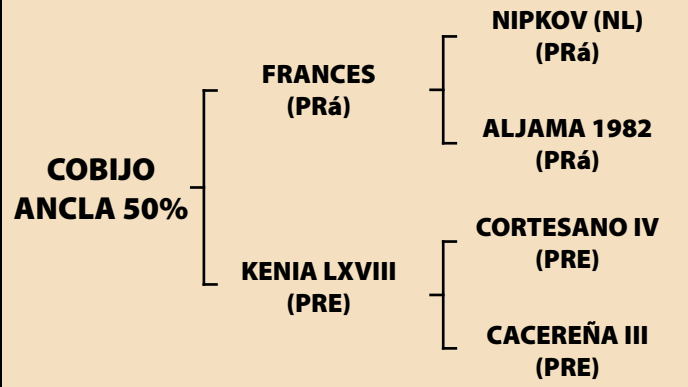 COBIJO
ANCLA 50%
FRANCES
(PRá)
KENIA LXVIII
(PRE)
NIPKOV (NL)
(PRá)
ALJAMA 1982
(PRá)
CORTESANO IV
(PRE)
CACEREÑA III
(PRE)